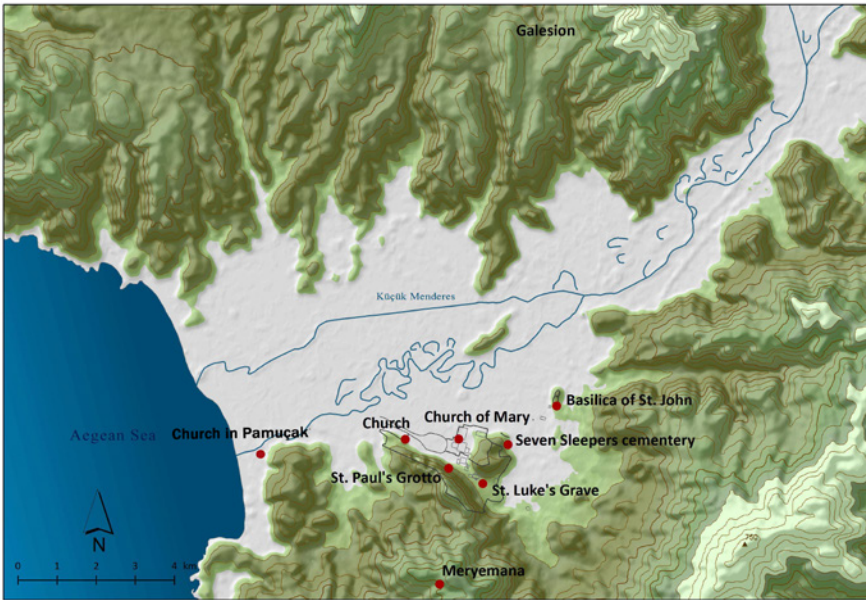 Galesion
Küçük Menderes
Basilica of St. John
Church of Mary
Church
Aegean Sea
Church in Pamuçak
Seven Sleepers cementery
St. Paul's Grotto
St. Luke's Grave
750
N
0 1 2 4 km
Meryemana